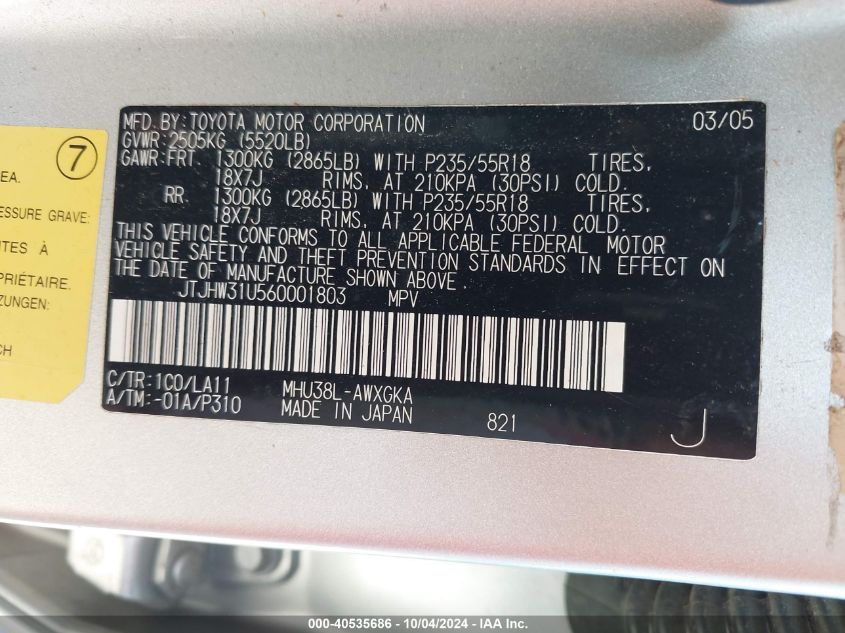 7
EA.
ESSURE GRAVE:
ITES À
PRIÉTAIRE.
ZUNGEN:
CH
MFD.BY:TOYOTA MOTOR CORPORATION 03/05
GVWR:2505KG (5520LB)
GAWR:FRT. 1300KG (2865LB) WITH P235/55R18 TIRES,
18X7J RIMS, AT 210KPA (30PSI) COLD.
RR. 1300KG (2865LB) WITH P235/55R18 TIRES,
18X7J RIMS, AT 210KPA (30PSI) COLD.
THIS VEHICLE CONFORMS TO ALL APPLICABLE FEDERAL MOTOR
VEHICLE SAFETY AND THEFT PREVENTION STANDARDS IN EFFECT ON
THE DATE OF MANUFACTURE SHOWN ABOVE.
JTJHW31U560001803 MPV
C/TR:1C0/LA11 MHU38L-AWXGKA
A/TM:-01A/P310 MADE IN JAPAN 821 J
000-40535686 - 10/04/2024 - IAA Inc.